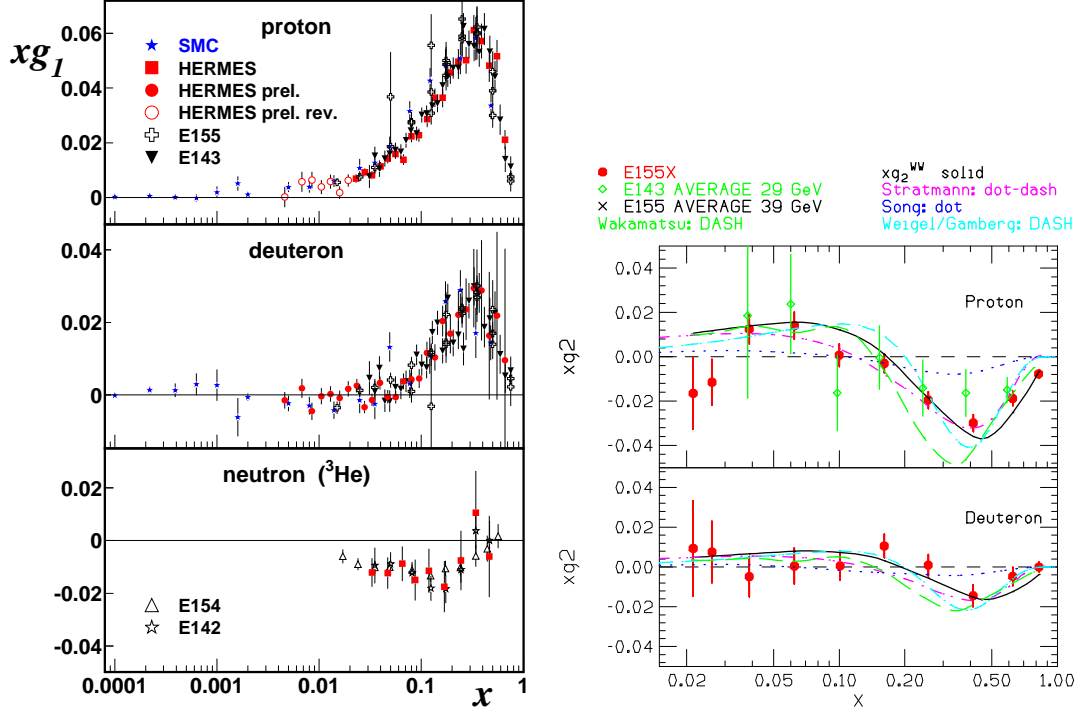 proton
xg1
0.06
0.04
0.02
0
SMC
HERMES
HERMES prel.
HERMES prel. rev.
E155
E143
deuteron
0.04
0.02
0
neutron (³He)
0.02
0
-0.02
-0.04
E154
E142
0.0001 0.001 0.01 0.1 1
x
E155X
E143 AVERAGE 29 GeV
E155 AVERAGE 39 GeV
Wakamatsu: DASH
xg2^WW solid
Stratmann: dot-dash
Song: dot
Weigel/Gamberg: DASH
xg2
0.04
0.02
0.00
-0.02
-0.04
Proton
xg2
0.04
0.02
0.00
-0.02
-0.04
Deuteron
0.02 0.05 0.10 0.20 0.50 1.00
X